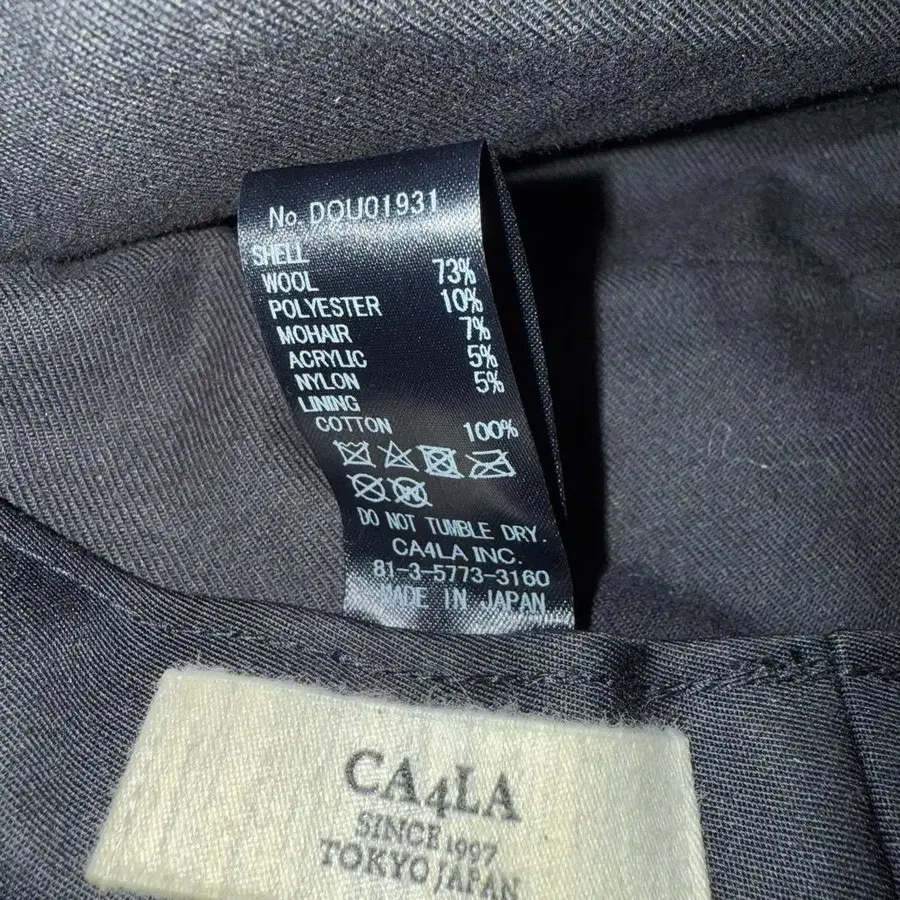 No. DOU01931
SHELL
WOOL 73%
POLYESTER 10%
MOHAIR 7%
ACRYLIC 5%
NYLON 5%
LINING
COTTON 100%
W
DO NOT TUMBLE DRY.
CA4LA INC.
81-3-5773-3160
MADE IN JAPAN
CA4LA
SINCE 1997
TOKYO JAPAN